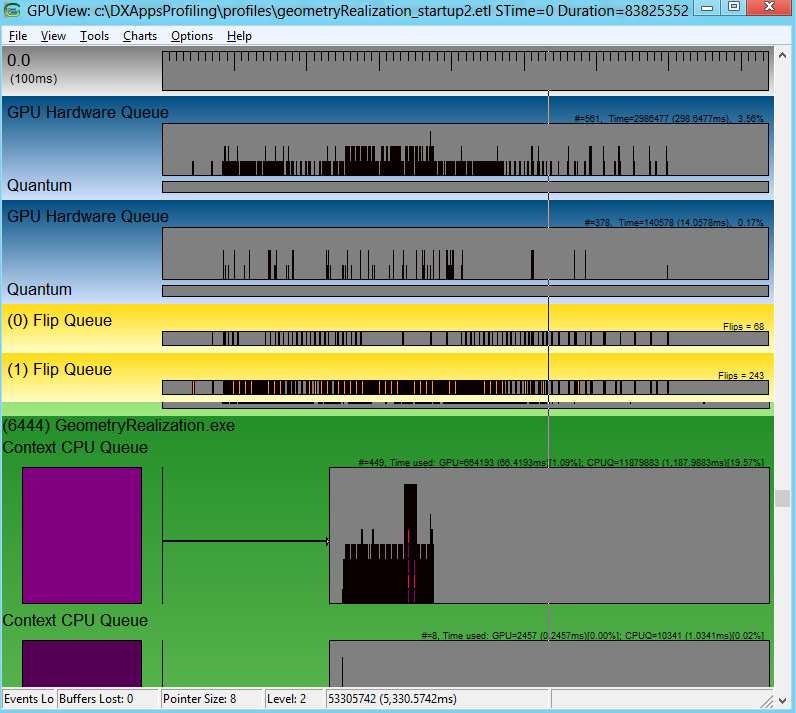 GPUView: c:\DXAppsProfiling\profiles\geometryRealization_startup2.etl STime=0 Duration=83825352
File View Tools Charts Options Help
0.0
(100ms)
GPU Hardware Queue
#=561, Time=2986477 (298.6477ms), 3.56%
Quantum
GPU Hardware Queue
#=378, Time=140578 (14.0578ms), 0.17%
Quantum
(0) Flip Queue
Flips = 68
(1) Flip Queue
Flips = 243
(6444) GeometryRealization.exe
Context CPU Queue
#=449, Time used: GPU=664193 (66.4193ms)[1.09%]; CPUQ=11879883 (1,187.9883ms)[19.57%]
Context CPU Queue
#=8, Time used: GPU=2457 (0.2457ms)[0.00%]; CPUQ=10341 (1.0341ms)[0.02%]
Events Lo Buffers Lost: 0 Pointer Size: 8 Level: 2 53305742 (5,330.5742ms)